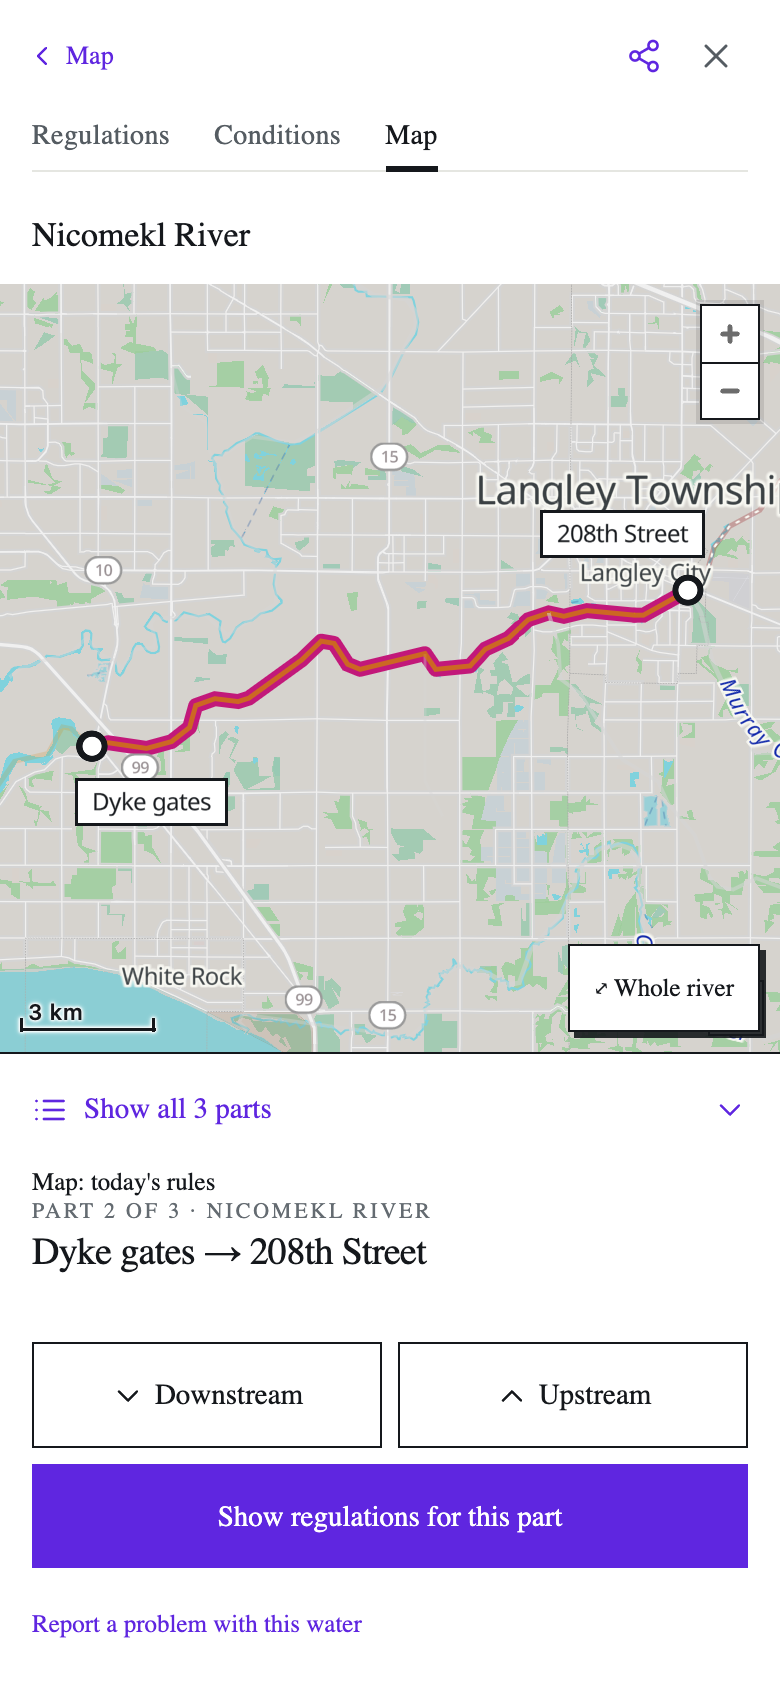 Map
Regulations Conditions Map
Nicomekl River
+
−
15
Langley Townshi
208th Street
Langley City
10
Murray C
99
Dyke gates
White Rock
99
15
3 km
Whole river
Show all 3 parts
Map: today's rules
PART 2 OF 3 · NICOMEKL RIVER
Dyke gates → 208th Street
Downstream
Upstream
Show regulations for this part
Report a problem with this water